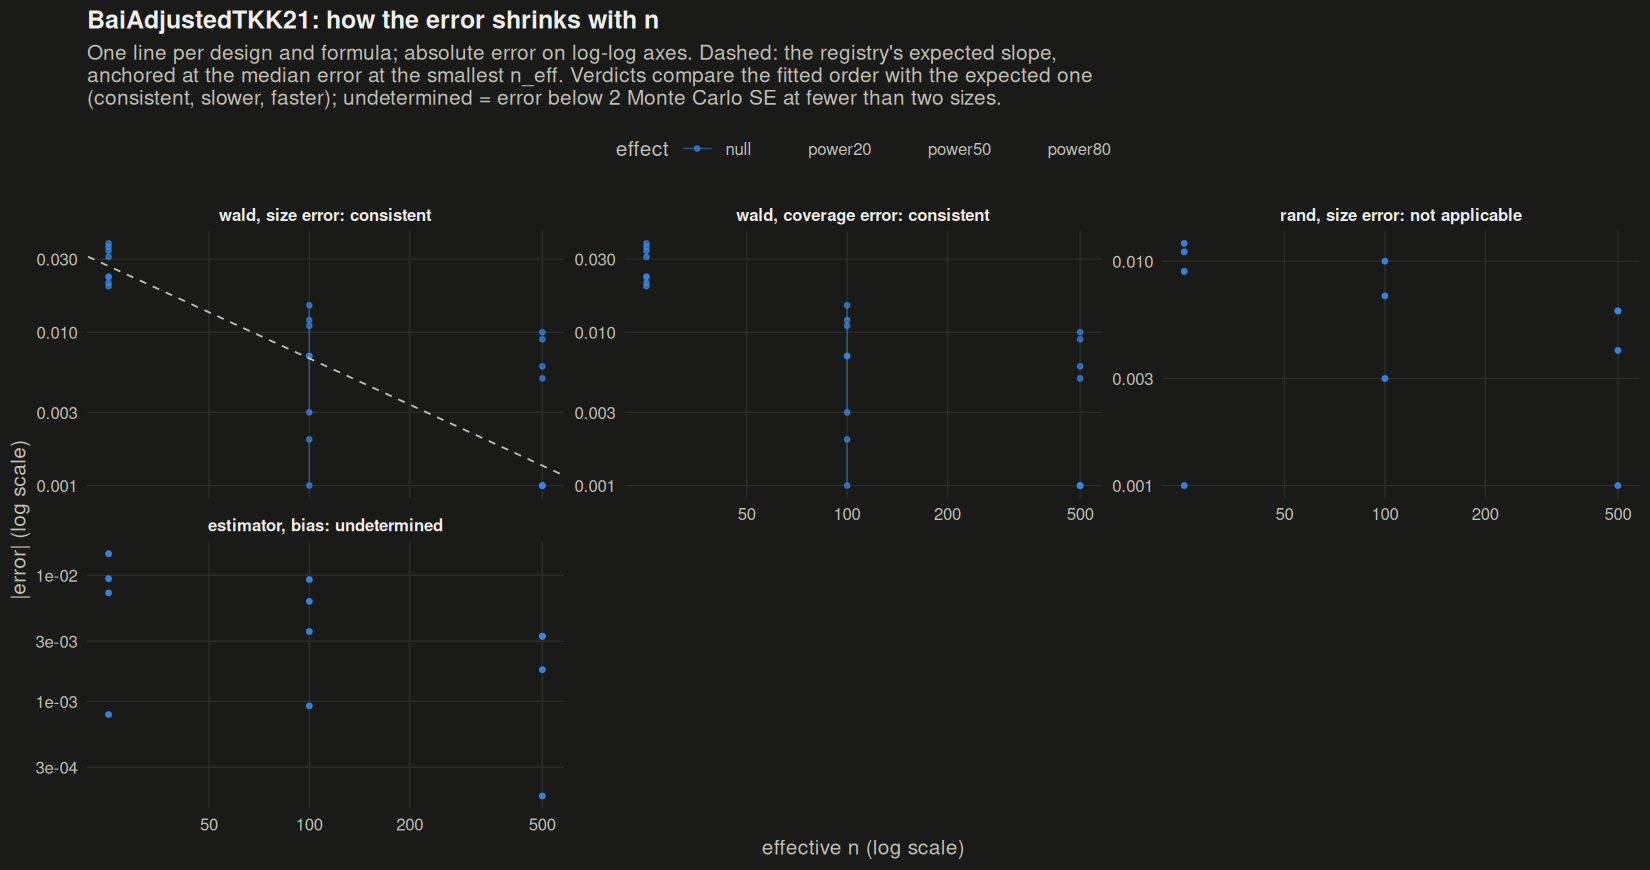 BaiAdjustedTKK21: how the error shrinks with n
One line per design and formula; absolute error on log-log axes. Dashed: the registry's expected slope,
anchored at the median error at the smallest n_eff. Verdicts compare the fitted order with the expected one
(consistent, slower, faster); undetermined = error below 2 Monte Carlo SE at fewer than two sizes.
effect null power20 power50 power80
wald, size error: consistent
0.030
0.010
0.003
0.001
wald, coverage error: consistent
0.030
0.010
0.003
0.001
50 100 200 500
rand, size error: not applicable
0.010
0.003
0.001
50 100 200 500
estimator, bias: undetermined
1e-02
3e-03
1e-03
3e-04
50 100 200 500
|error| (log scale)
effective n (log scale)